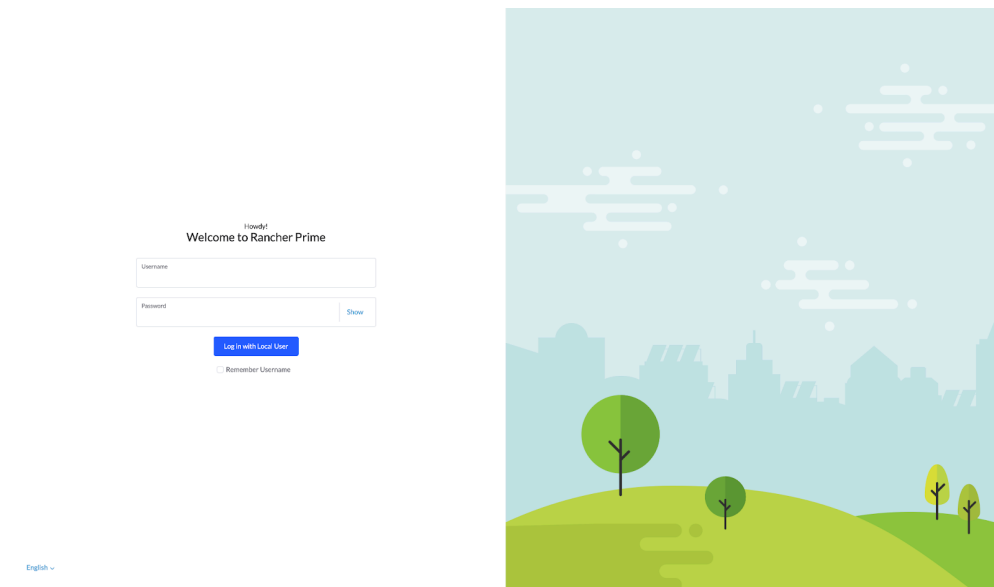 Howdy!
Welcome to Rancher Prime
Username
Password
Show
Log in with Local User
Remember Username
English